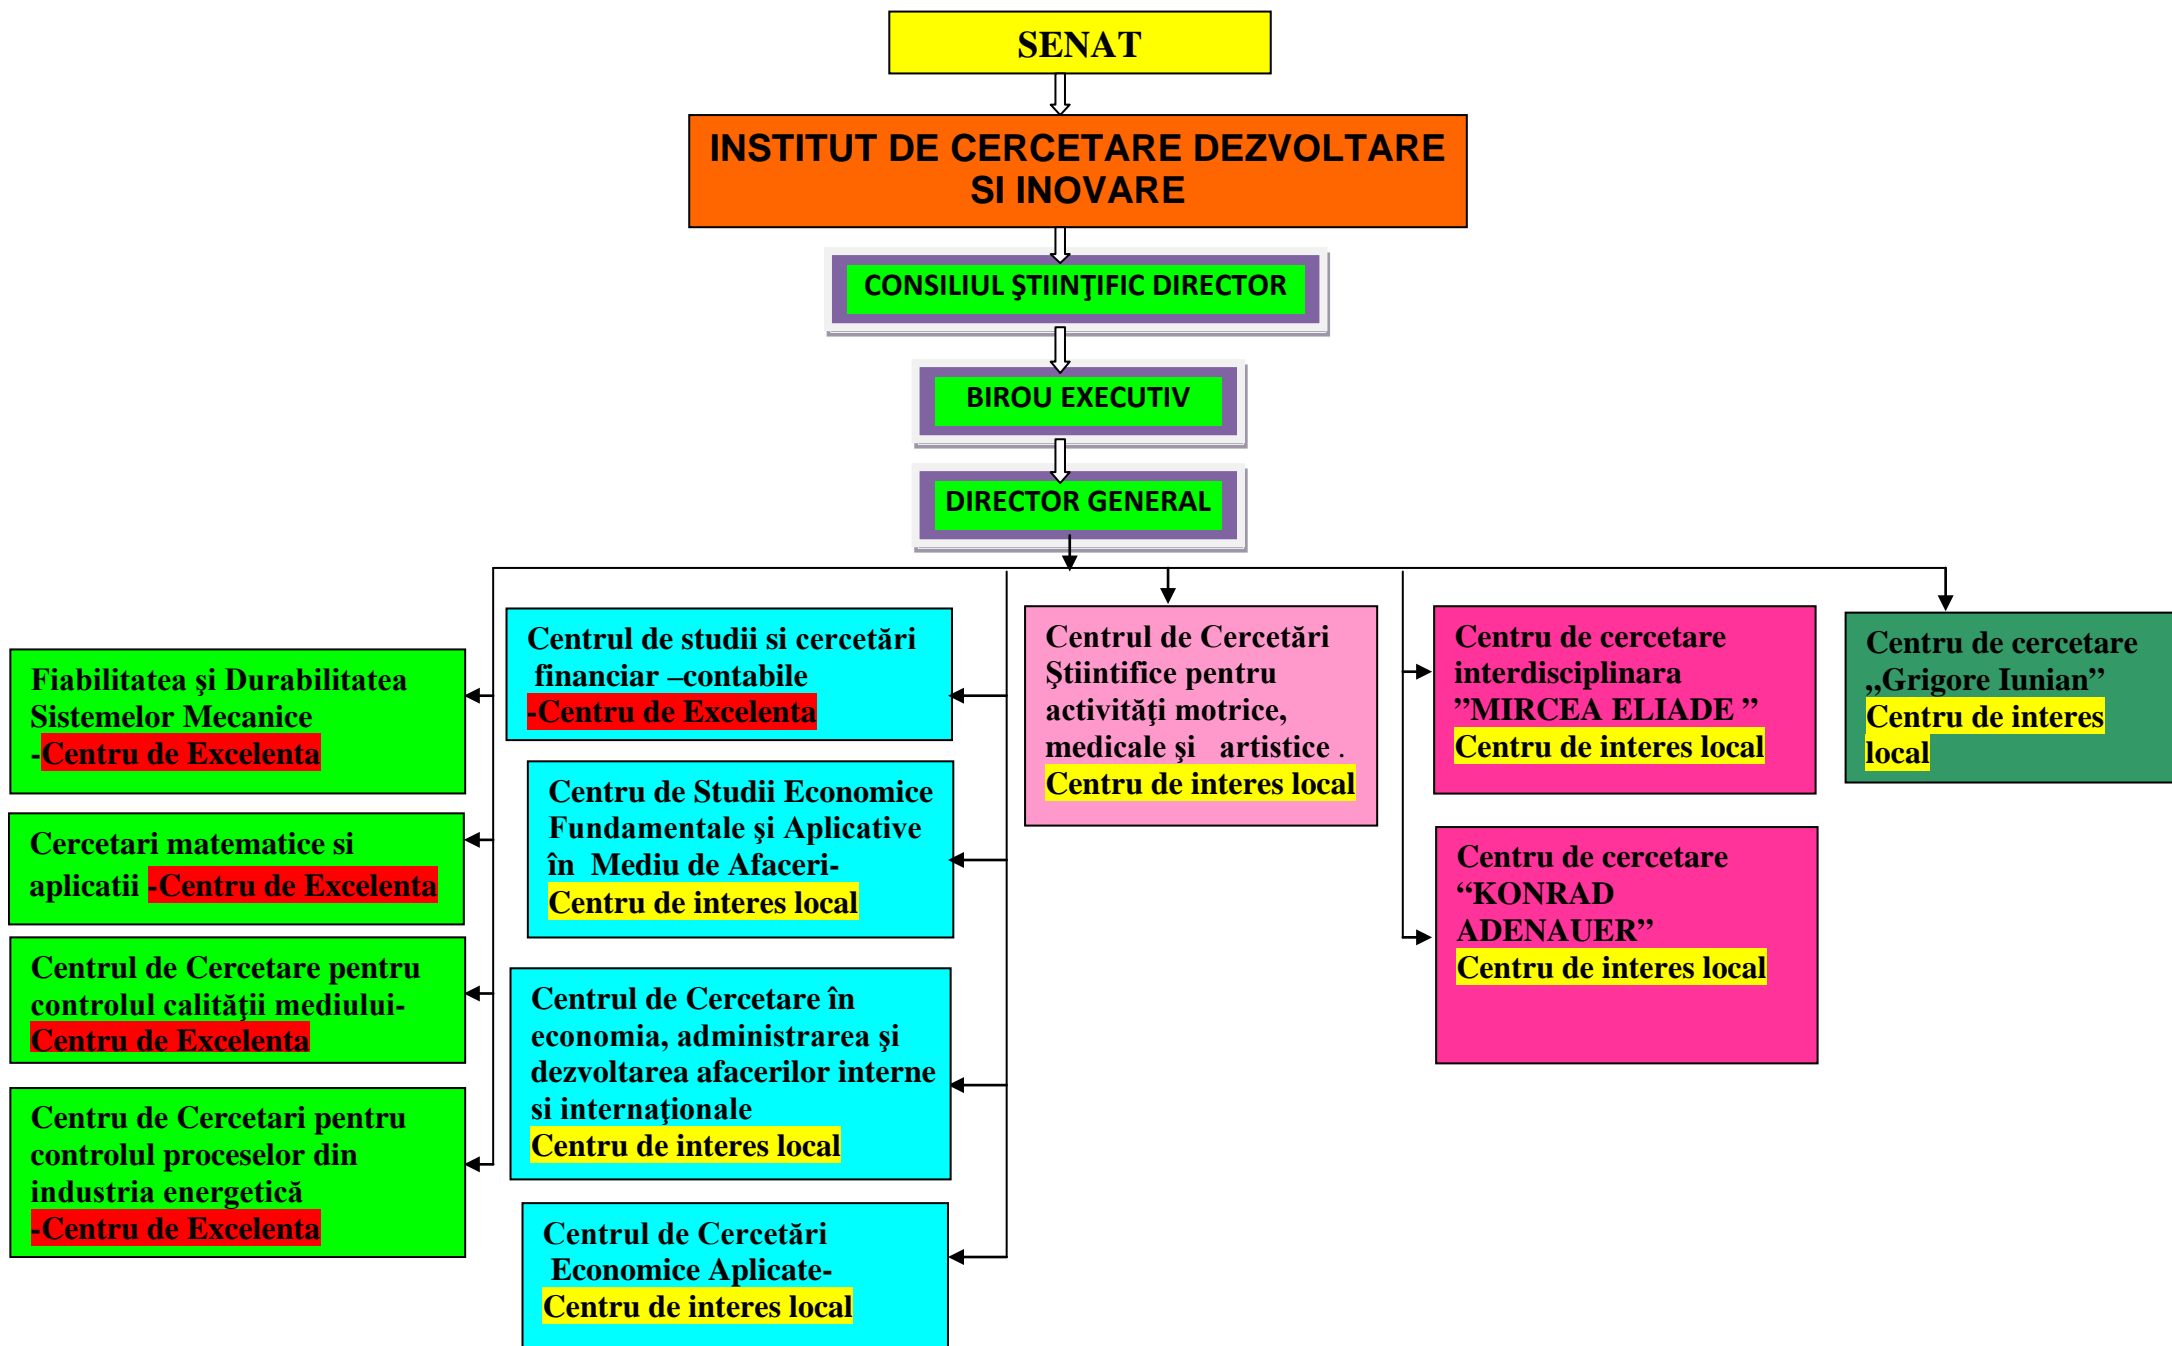 SENAT
INSTITUT DE CERCETARE DEZVOLTARE
SI INOVARE
CONSILIUL ŞTIINŢIFIC DIRECTOR
BIROU EXECUTIV
DIRECTOR GENERAL
Fiabilitatea şi Durabilitatea
Sistemelor Mecanice
-Centru de Excelenta
Cercetari matematice si
aplicatii -Centru de Excelenta
Centrul de Cercetare pentru
controlul calităţii mediului-
Centru de Excelenta
Centru de Cercetari pentru
controlul proceselor din
industria energetică
-Centru de Excelenta
Centrul de studii si cercetări
financiar –contabile
-Centru de Excelenta
Centru de Studii Economice
Fundamentale şi Aplicative
în  Mediu de Afaceri-
Centru de interes local
Centrul de Cercetare în
economia, administrarea şi
dezvoltarea afacerilor interne
si internaţionale
Centru de interes local
Centrul de Cercetări
Economice Aplicate-
Centru de interes local
Centrul de Cercetări
Ştiintifice pentru
activităţi motrice,
medicale şi   artistice .
Centru de interes local
Centru de cercetare
interdisciplinara
”MIRCEA ELIADE ”
Centru de interes local
Centru de cercetare
“KONRAD
ADENAUER”
Centru de interes local
Centru de cercetare
„Grigore Iunian”
Centru de interes
local